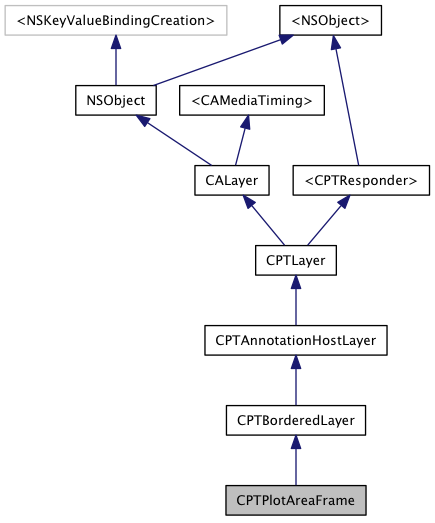 <NSKeyValueBindingCreation>
<NSObject>
NSObject
<CAMediaTiming>
CALayer
<CPTResponder>
CPTLayer
CPTAnnotationHostLayer
CPTBorderedLayer
CPTPlotAreaFrame